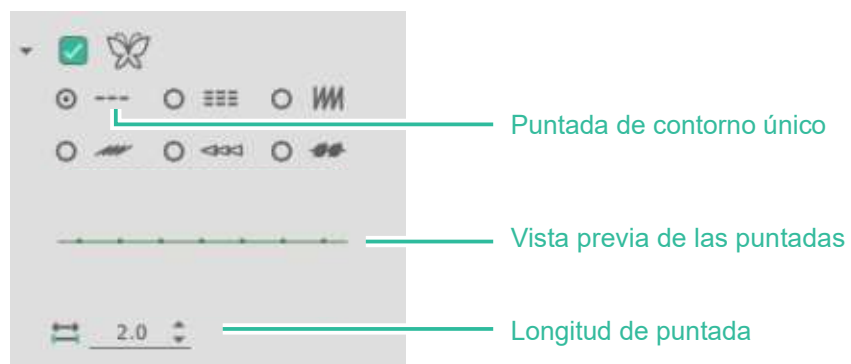 Puntada de contorno único
Vista previa de las puntadas
2.0
Longitud de puntada